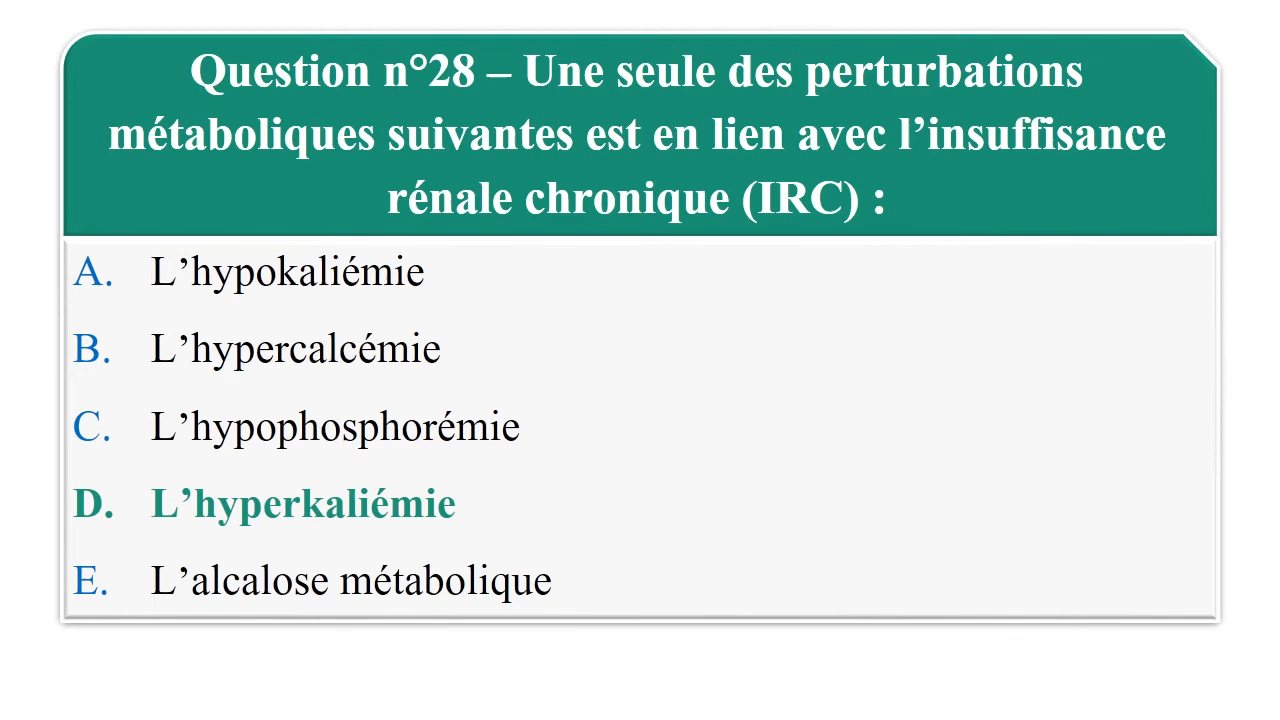 Question n°28 – Une seule des perturbations
métaboliques suivantes est en lien avec l’insuffisance
rénale chronique (IRC) :
A. L’hypokaliémie
B. L’hypercalcémie
C. L’hypophosphorémie
D. L’hyperkaliémie
E. L’alcalose métabolique